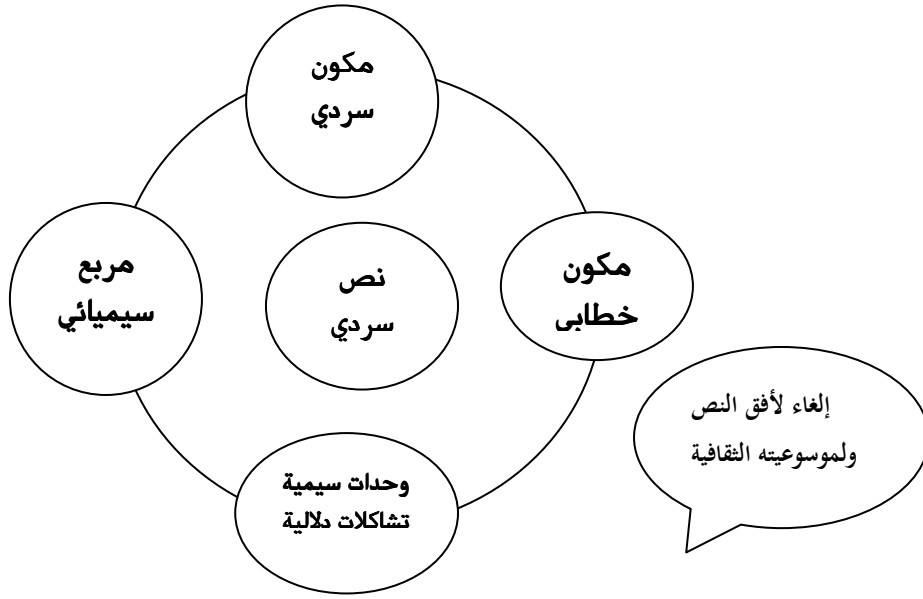 مكون
سردي
مكون
خطابى
مربع
سيميائي
نص
سردي
وحدات سيمية
تشاكلات دلالية
إلغاء لأفق النص
ولموسوعيته الثقافية